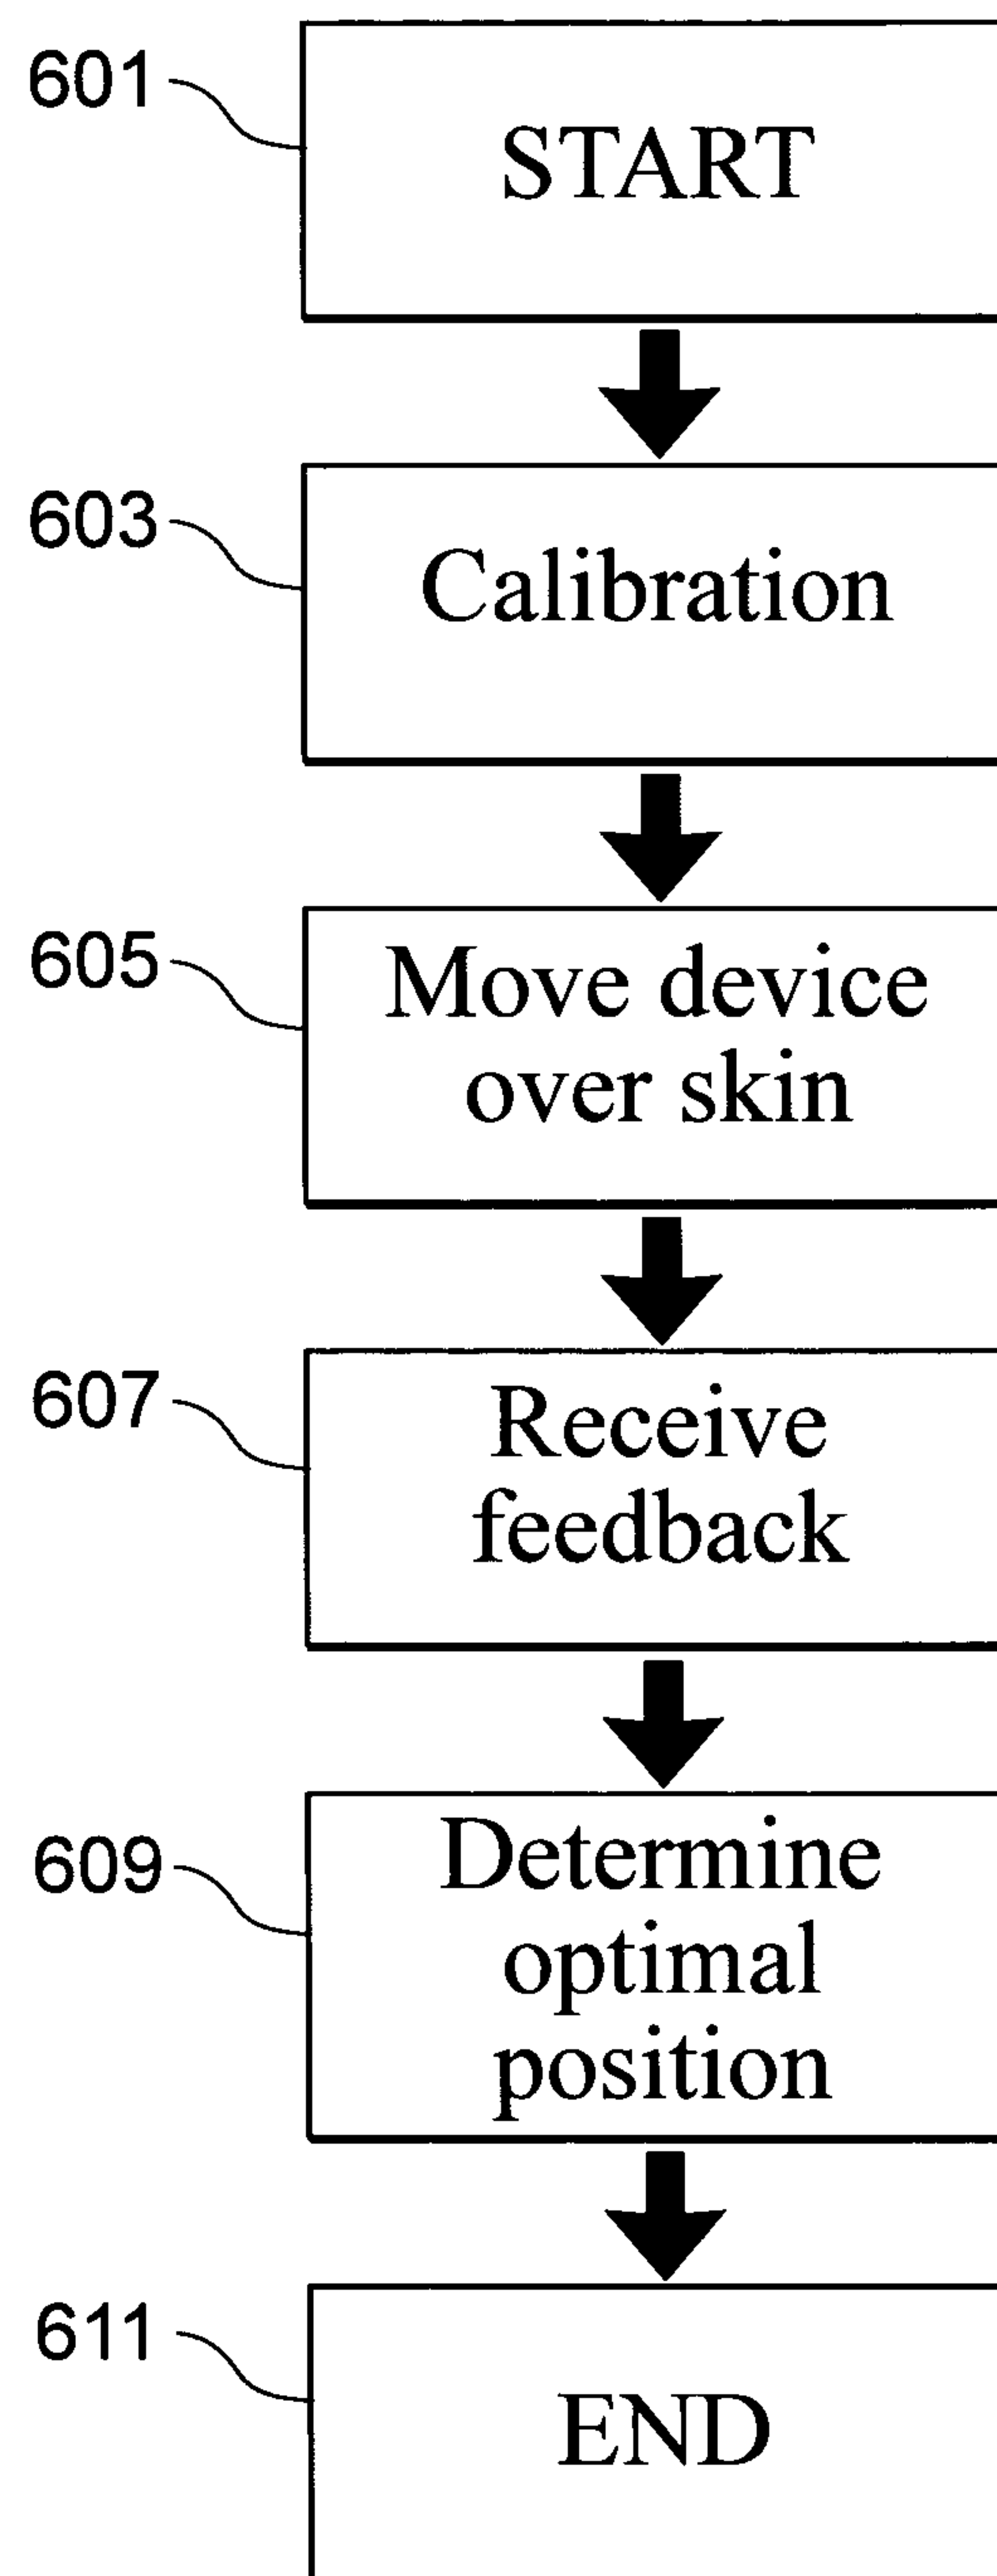 601
START
603
Calibration
605
Move device
over skin
607
Receive
feedback
609
Determine
optimal
position
611
END